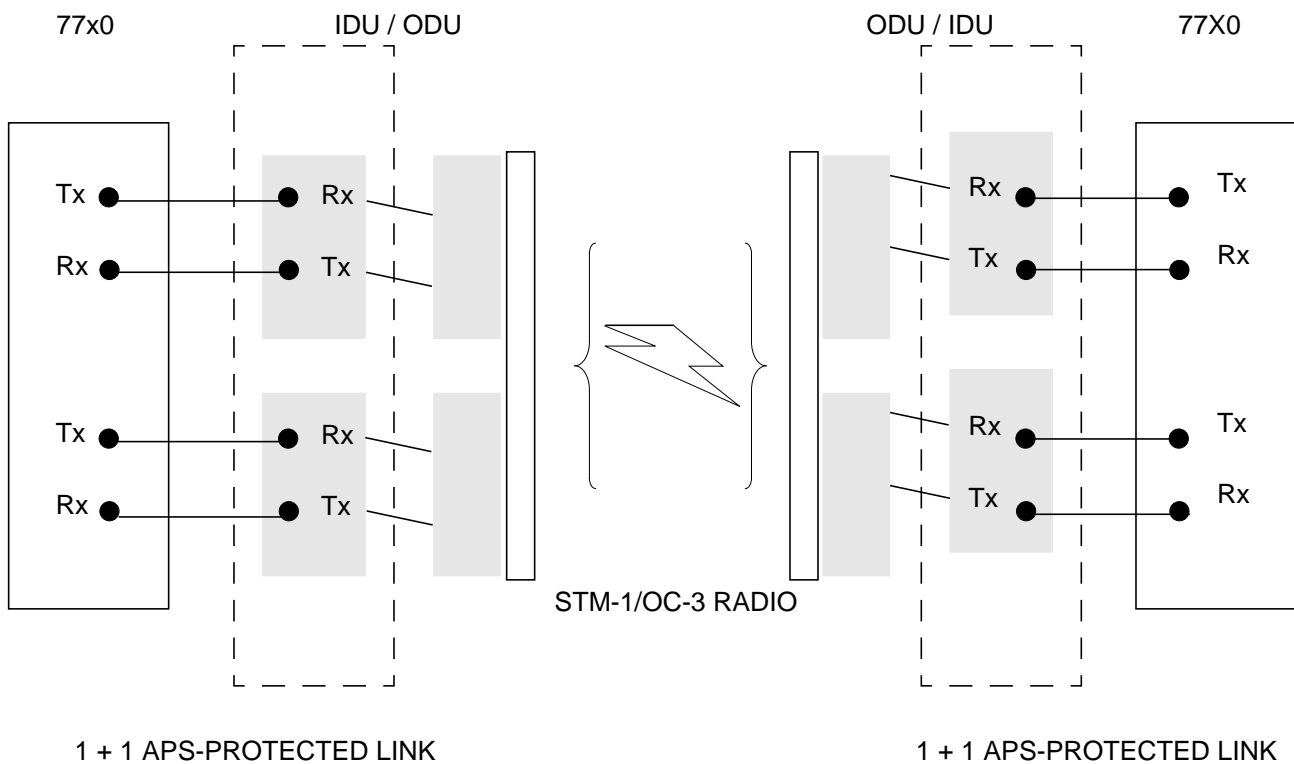 77x0 IDU / ODU ODU / IDU 77X0
Tx Rx Rx Tx
Rx Tx Tx Rx
Tx Rx Rx Tx
Rx Tx Tx Rx
STM-1/OC-3 RADIO
1 + 1 APS-PROTECTED LINK 1 + 1 APS-PROTECTED LINK